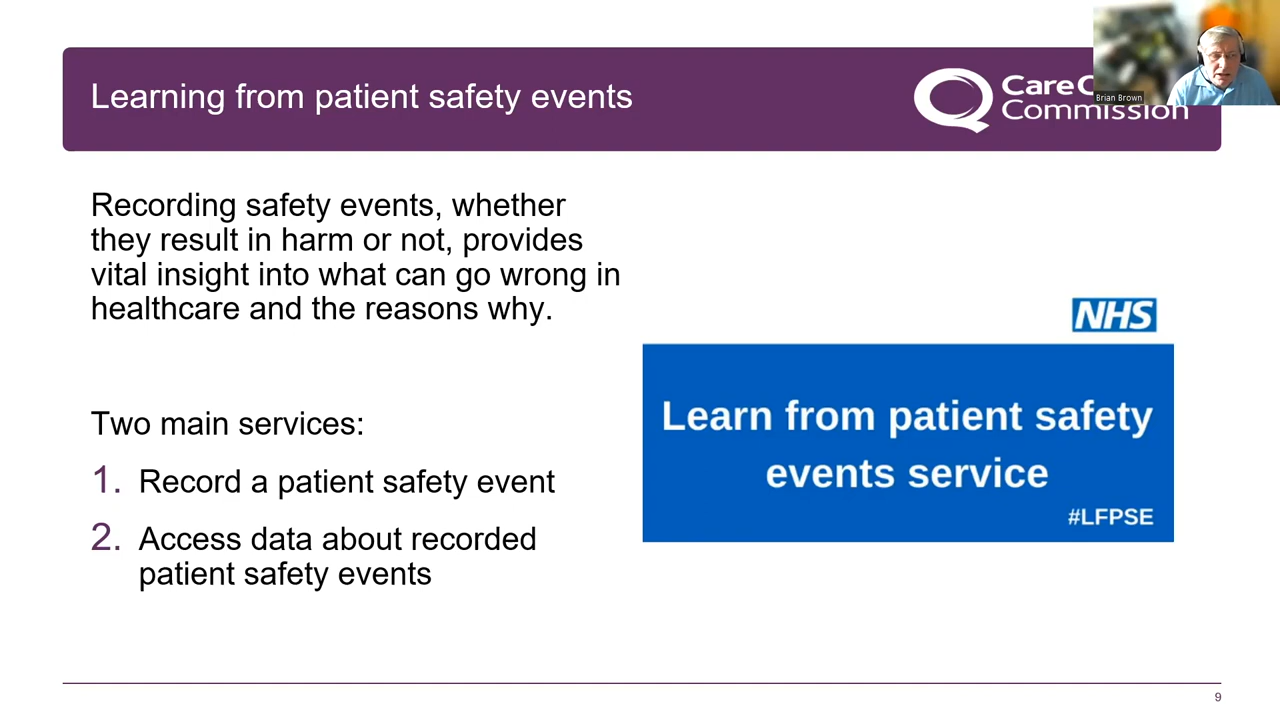 Learning from patient safety events
Care
Commission
Brian Brown
Recording safety events, whether
they result in harm or not, provides
vital insight into what can go wrong in
healthcare and the reasons why.
Two main services:
1. Record a patient safety event
2. Access data about recorded
patient safety events
NHS
Learn from patient safety
events service
#LFPSE
9